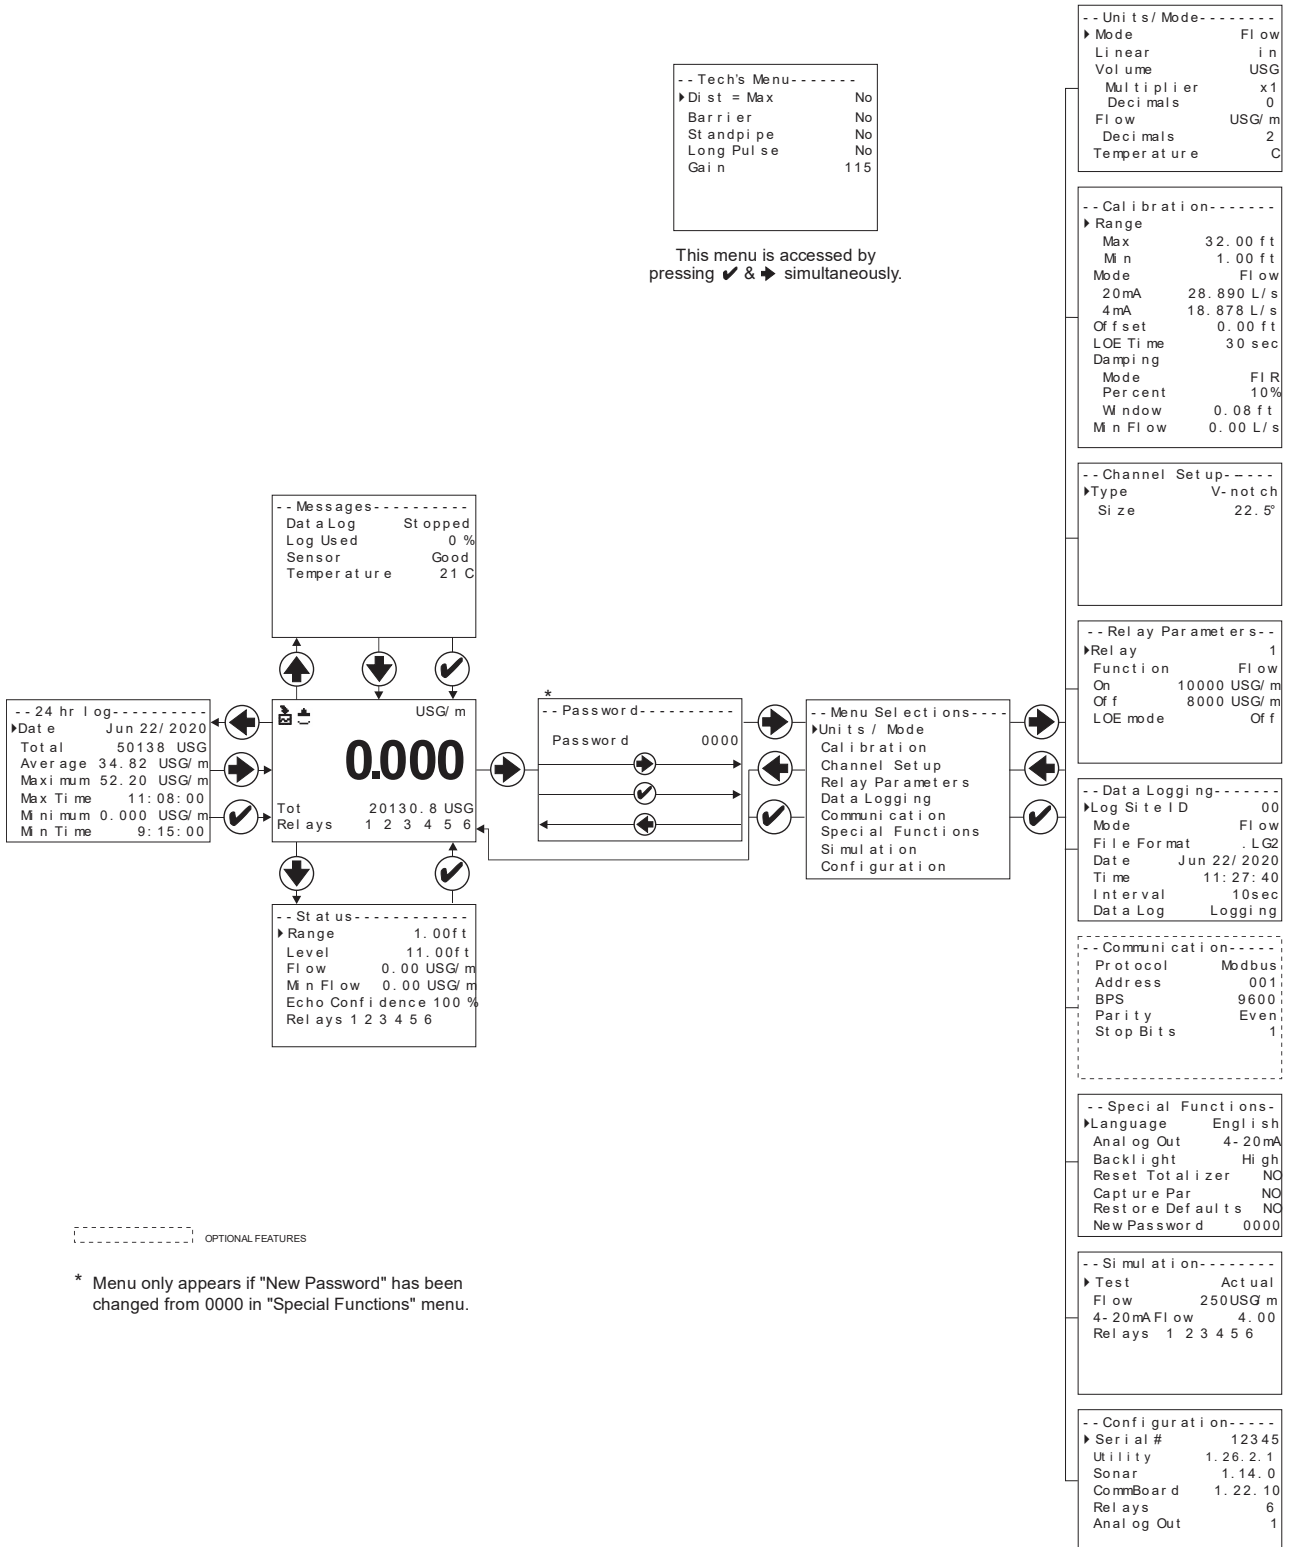 --Tech's Menu-------
Dist = Max No
Barrier No
Standpipe No
Long Pulse No
Gain 115
This menu is accessed by
pressing ✔ & 🡆 simultaneously.
--Messages----------
Data Log Stopped
Log Used 0 %
Sensor Good
Temperature 21 C
--24 hr log----------
Date Jun 22/2020
Total 50138 USG
Average 34.82 USG/m
Maximum 52.20 USG/m
Max Time 11:08:00
Minimum 0.000 USG/m
Min Time 9:15:00
USG/m
0.000
Tot 20130.8 USG
Relays 1 2 3 4 5 6
--Status------------
Range 1.00ft
Level 11.00ft
Flow 0.00 USG/m
Min Flow 0.00 USG/m
Echo Confidence 100 %
Relays 1 2 3 4 5 6
*
--Password----------
Password 0000
--Menu Selections----
Units / Mode
Calibration
Channel Setup
Relay Parameters
Data Logging
Communication
Special Functions
Simulation
Configuration
--Units/Mode--------
Mode Flow
Linear in
Volume USG
Multiplier x1
Decimals 0
Flow USG/m
Decimals 2
Temperature C
--Calibration-------
Range
Max 32.00 ft
Min 1.00 ft
Mode Flow
20mA 28.890 L/s
4mA 18.878 L/s
Offset 0.00 ft
LOE Time 30 sec
Damping
Mode FIR
Percent 10%
Window 0.08 ft
Min Flow 0.00 L/s
--Channel Setup-----
Type V-notch
Size 22.5°
--Relay Parameters--
Relay 1
Function Flow
On 10000 USG/m
Off 8000 USG/m
LOE mode Off
--Data Logging-------
Log Site ID 00
Mode Flow
File Format .LG2
Date Jun 22/2020
Time 11:27:40
Interval 10sec
Data Log Logging
--Communication-----
Protocol Modbus
Address 001
BPS 9600
Parity Even
Stop Bits 1
--Special Functions-
Language English
Analog Out 4-20mA
Backlight High
Reset Totalizer NO
Capture Par NO
Restore Defaults NO
New Password 0000
--Simulation--------
Test Actual
Flow 250USG/m
4-20mA Flow 4.00
Relays 1 2 3 4 5 6
--Configuration-----
Serial# 12345
Utility 1.26.2.1
Sonar 1.14.0
CommBoard 1.22.10
Relays 6
Analog Out 1
OPTIONAL FEATURES
* Menu only appears if "New Password" has been
changed from 0000 in "Special Functions" menu.